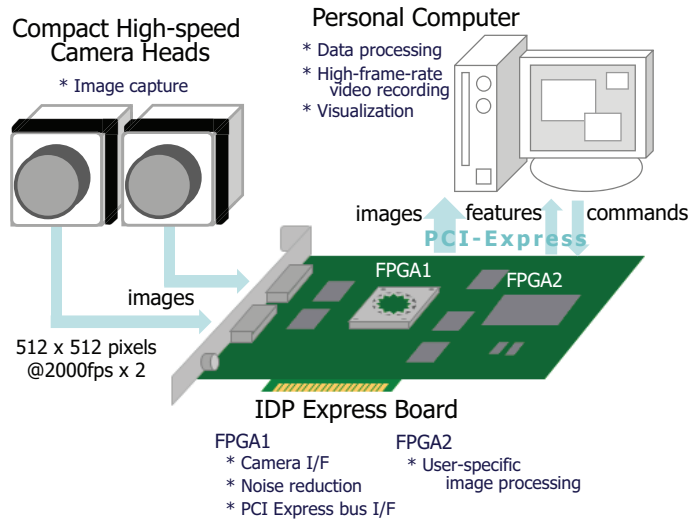 Compact High-speed
Camera Heads
* Image capture
Personal Computer
* Data processing
* High-frame-rate
video recording
* Visualization
images
features
commands
PCI-Express
FPGA1
FPGA2
images
512 x 512 pixels
@2000fps x 2
IDP Express Board
FPGA1
* Camera I/F
* Noise reduction
* PCI Express bus I/F
FPGA2
* User-specific
image processing